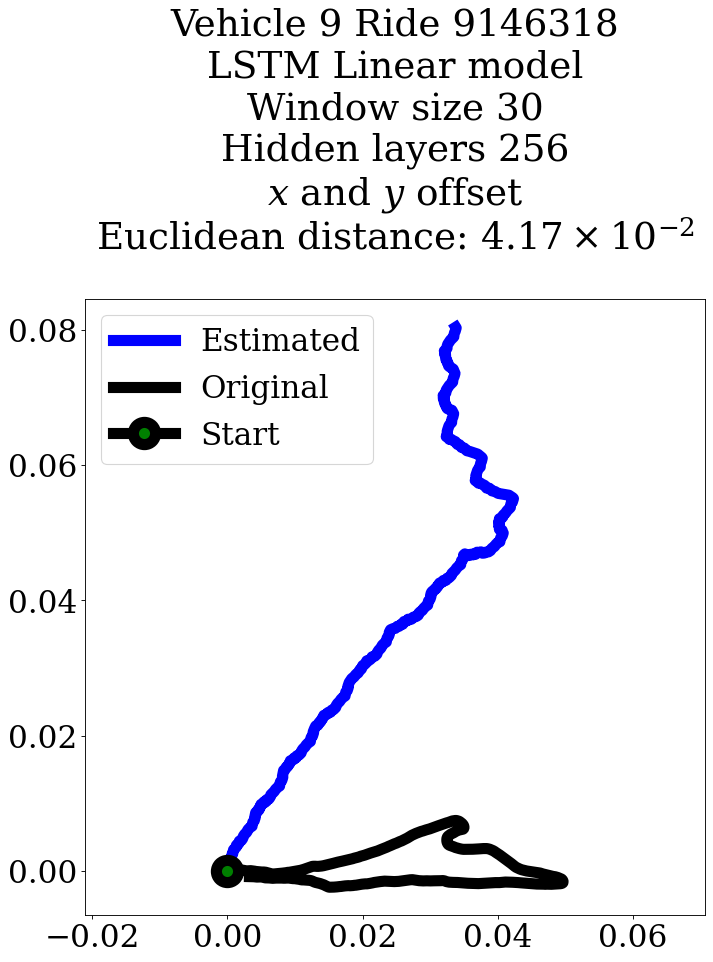 Vehicle 9 Ride 9146318
LSTM Linear model
Window size 30
Hidden layers 256
x and y offset
Euclidean distance: 4.17 × 10⁻²
Estimated
Original
Start
0.08
0.06
0.04
0.02
0.00
−0.02 0.00 0.02 0.04 0.06